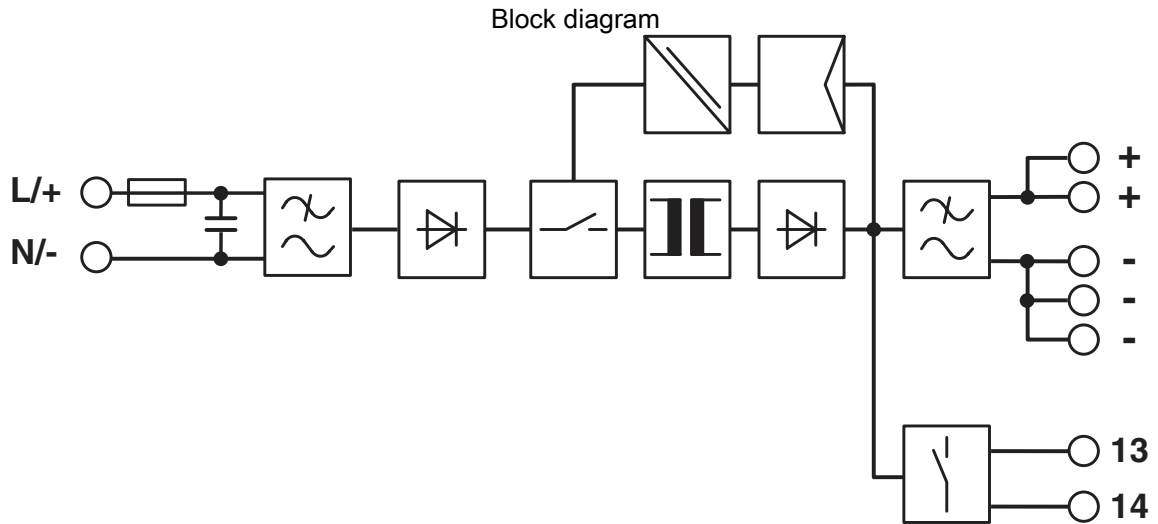 Block diagram
L/+
N/-
+
+
-
-
-
13
14